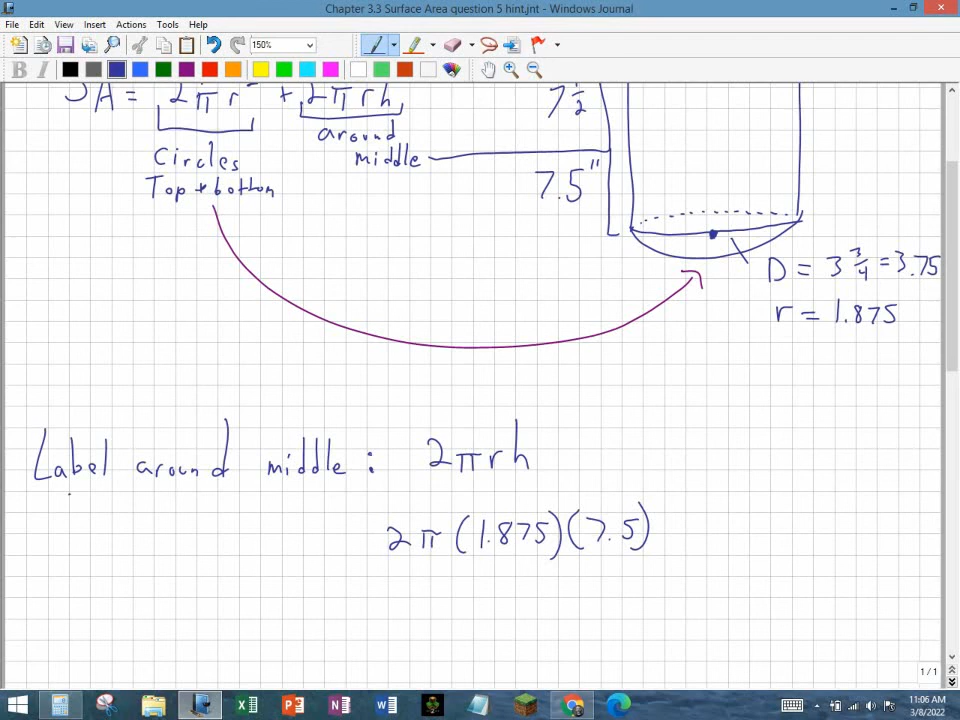 Chapter 3.3 Surface Area question 5 hint.jnt - Windows Journal
File Edit View Insert Actions Tools Help
150%
B I
SA = 2πr² + 2πrh
7 1/2
around
middle
Circles
Top + bottom
7.5"
D = 3 3/4 = 3.75
r = 1.875
Label around middle : 2πrh
2π(1.875)(7.5)
1 / 1
11:06 AM
3/8/2022